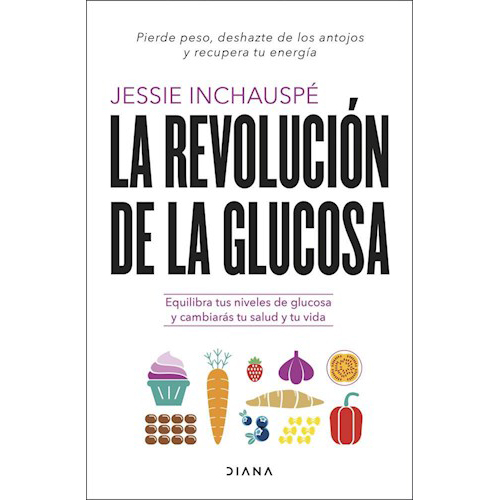 Pierde peso, deshazte de los antojos
y recupera tu energía
JESSIE INCHAUSPÉ
LA REVOLUCIÓN
DE LA GLUCOSA
Equilibra tus niveles de glucosa
y cambiarás tu salud y tu vida
DIANA